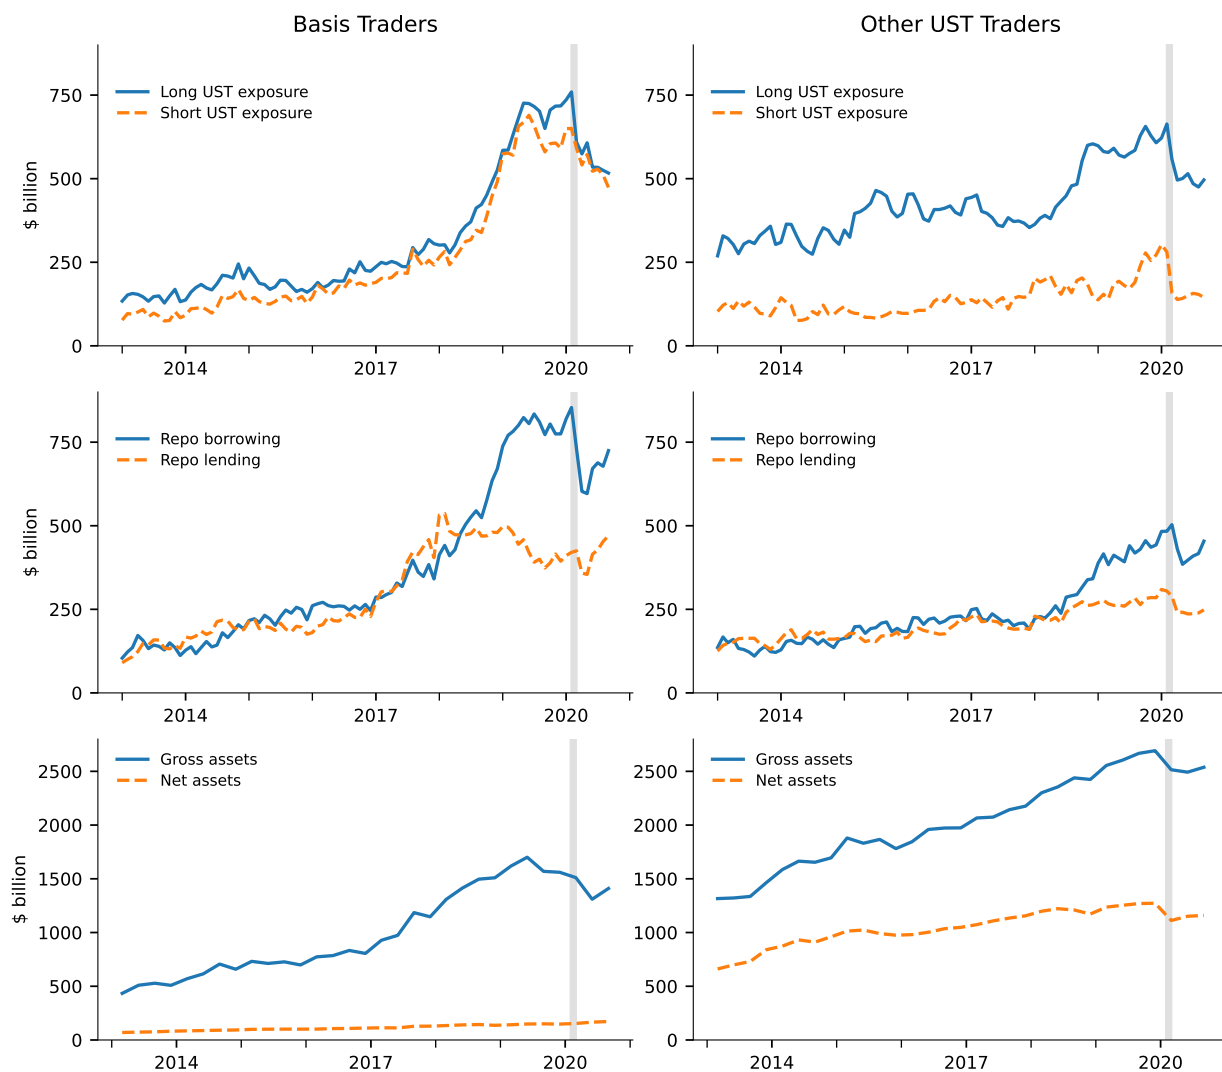 Basis Traders
Other UST Traders
$ billion
750
500
250
0
Long UST exposure
Short UST exposure
2014
2017
2020
750
500
250
0
Long UST exposure
Short UST exposure
2014
2017
2020
$ billion
750
500
250
0
Repo borrowing
Repo lending
2014
2017
2020
750
500
250
0
Repo borrowing
Repo lending
2014
2017
2020
$ billion
2500
2000
1500
1000
500
0
Gross assets
Net assets
2014
2017
2020
2500
2000
1500
1000
500
0
Gross assets
Net assets
2014
2017
2020